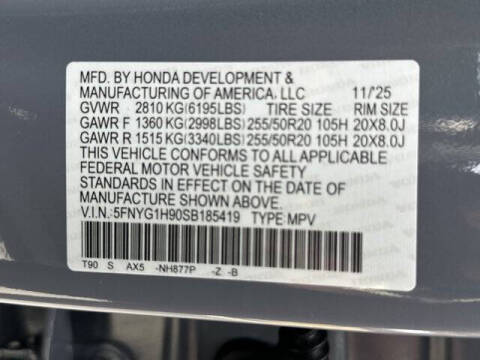 MFD. BY HONDA DEVELOPMENT &
MANUFACTURING OF AMERICA, LLC 11/25
GVWR 2810 KG(6195LBS) TIRE SIZE RIM SIZE
GAWR F 1360 KG(2998LBS) 255/50R20 105H 20X8.0J
GAWR R 1515 KG(3340LBS) 255/50R20 105H 20X8.0J
THIS VEHICLE CONFORMS TO ALL APPLICABLE
FEDERAL MOTOR VEHICLE SAFETY
STANDARDS IN EFFECT ON THE DATE OF
MANUFACTURE SHOWN ABOVE.
V.I.N: 5FNYG1H90SB185419 TYPE: MPV
T90 S AX5 -NH877P -Z -B